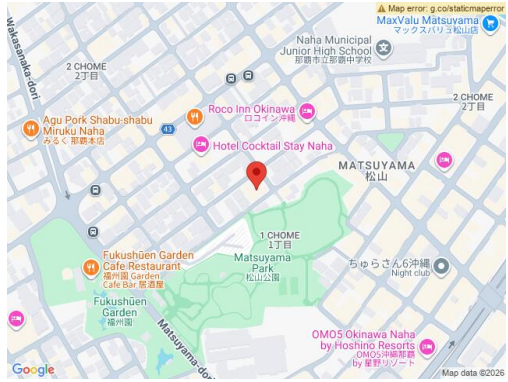 Map error: g.co/staticmaperror
MaxValu Matsuyama
マックスバリュ松山店
Wakasanaka-dori
Naha Municipal
Junior High School
那覇市立那覇中学校
2 CHOME
2丁目
2 CHOME
2丁目
Roco Inn Okinawa
ロコイン沖縄
Agu Pork Shabu-shabu
Miruku Naha
みるく 那覇本店
43
Hotel Cocktail Stay Naha
MATSUYAMA
松山
1 CHOME
1丁目
Matsuyama
Park
松山公園
Fukushūen Garden
Cafe Restaurant
福州園 Garden
Cafe Bar 居酒屋
ちゅらさん6沖縄
Night club
Fukushūen
Garden
福州園
Matsuyama-dori
OMO5 Okinawa Naha
by Hoshino Resorts
OMO5沖縄那覇
by 星野リゾート
Google
Map data ©2026